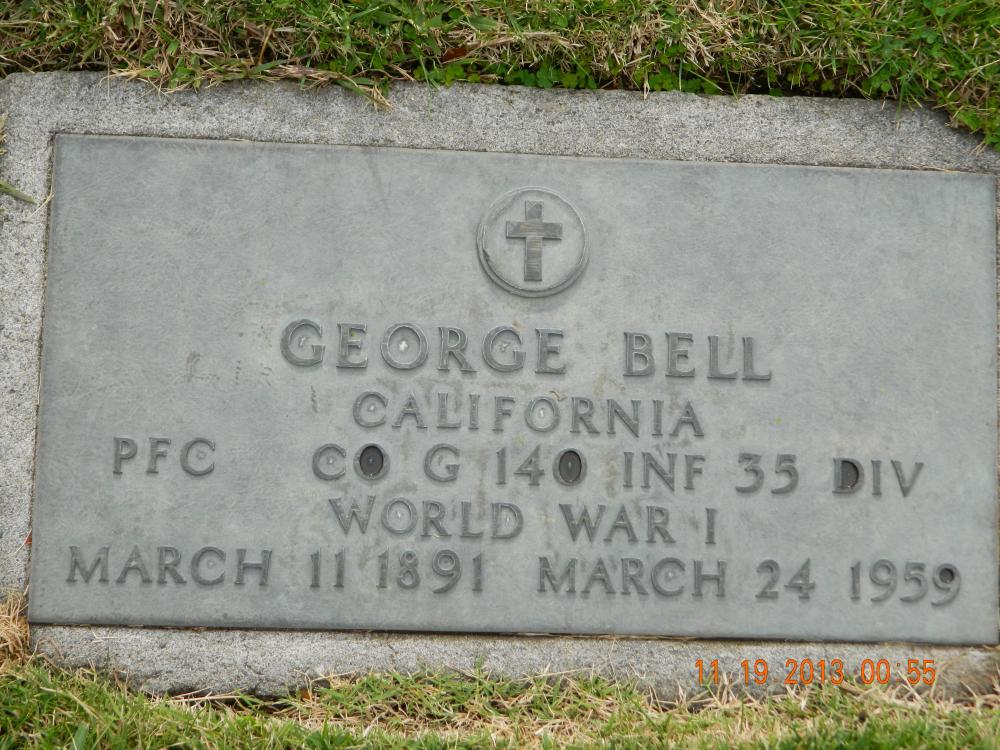 GEORGE BELL
CALIFORNIA
PFC CO G 140 INF 35 DIV
WORLD WAR I
MARCH 11 1891 MARCH 24 1959
11.19.2013 00:55